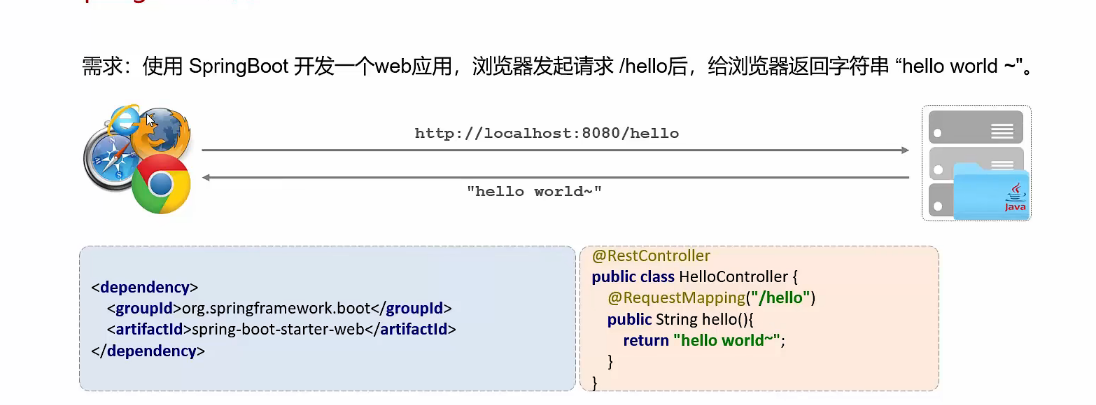 需求：使用 SpringBoot 开发一个web应用，浏览器发起请求 /hello后，给浏览器返回字符串 “hello world ~"。
http://localhost:8080/hello
"hello world~"
Java
<dependency>
<groupId>org.springframework.boot</groupId>
<artifactId>spring-boot-starter-web</artifactId>
</dependency>
@RestController
public class HelloController {
@RequestMapping("/hello")
public String hello(){
return "hello world~";
}
}